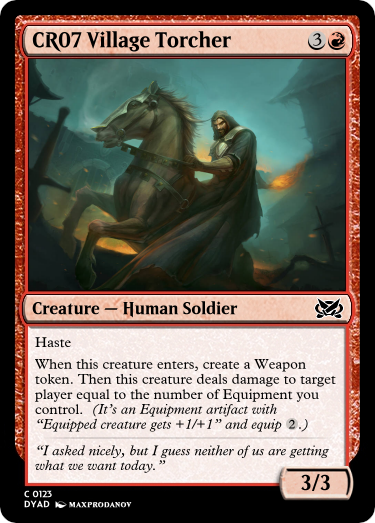 CR07 Village Torcher 3
Creature — Human Soldier
Haste
When this creature enters, create a Weapon
token. Then this creature deals damage to target
player equal to the number of Equipment you
control. (It's an Equipment artifact with
"Equipped creature gets +1/+1" and equip 2.)
"I asked nicely, but I guess neither of us are getting
what we want today."
3/3
C 0123
DYAD MAXPRODANOV